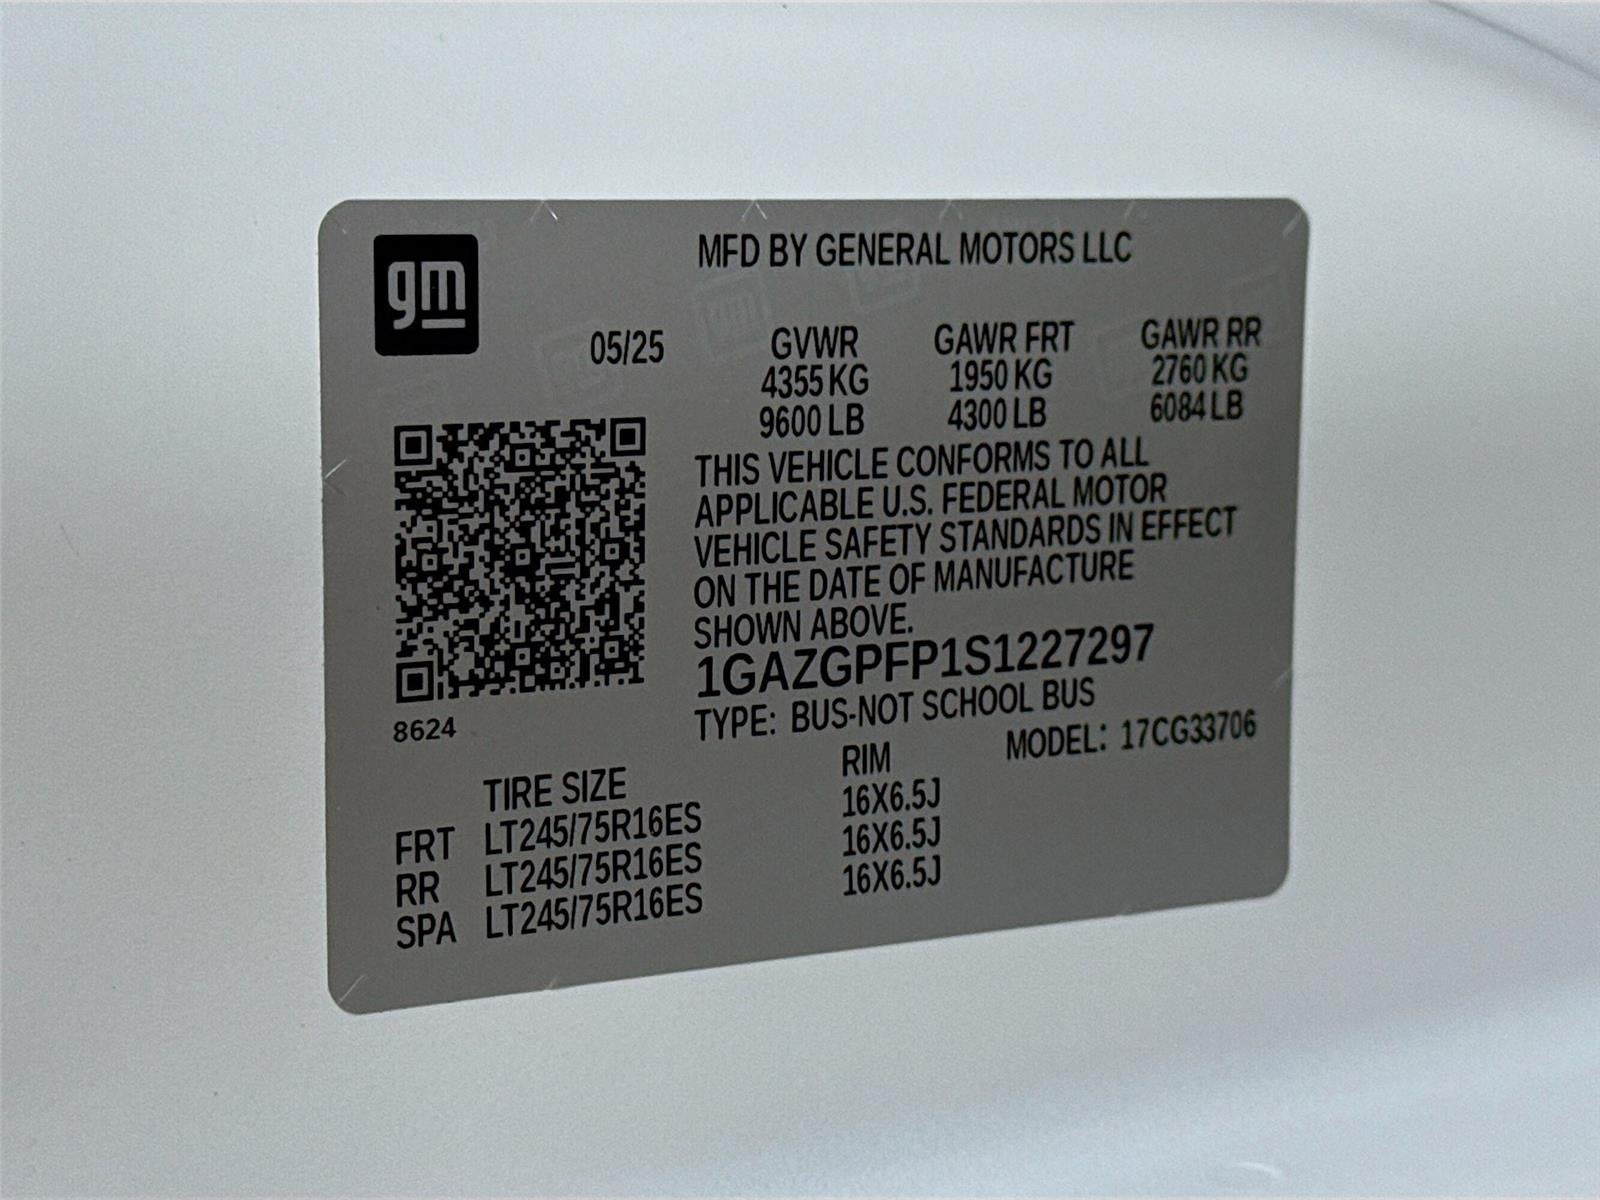 gm
MFD BY GENERAL MOTORS LLC
05/25 GVWR GAWR FRT GAWR RR
4355 KG 1950 KG 2760 KG
9600 LB 4300 LB 6084 LB
THIS VEHICLE CONFORMS TO ALL
APPLICABLE U.S. FEDERAL MOTOR
VEHICLE SAFETY STANDARDS IN EFFECT
ON THE DATE OF MANUFACTURE
SHOWN ABOVE.
1GAZGPFP1S1227297
8624
TYPE: BUS-NOT SCHOOL BUS
MODEL: 17CG33706
TIRE SIZE RIM
FRT LT245/75R16ES 16X6.5J
RR LT245/75R16ES 16X6.5J
SPA LT245/75R16ES 16X6.5J